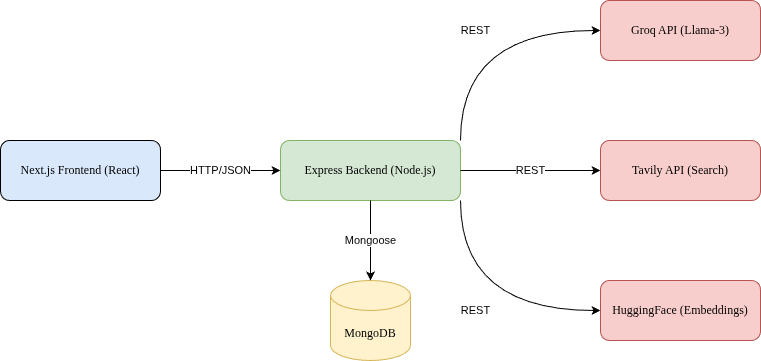 REST
Groq API (Llama-3)
Next.js Frontend (React)
HTTP/JSON
Express Backend (Node.js)
REST
Tavily API (Search)
Mongoose
REST
HuggingFace (Embeddings)
MongoDB